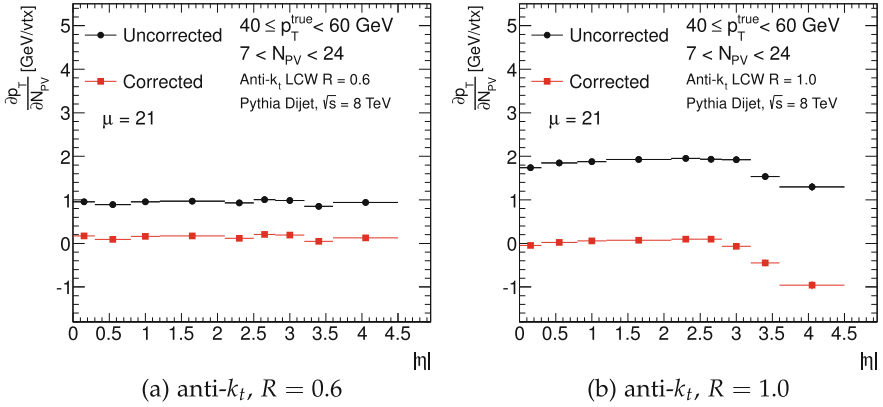 ∂p_T/∂N_PV [GeV/vtx]
5
4
3
2
1
0
-1
Uncorrected
Corrected
μ = 21
40 ≤ p_T^true < 60 GeV
7 < N_PV < 24
Anti-k_t LCW R = 0.6
Pythia Dijet, √s = 8 TeV
0 0.5 1 1.5 2 2.5 3 3.5 4 4.5
|η|
(a) anti-k_t, R = 0.6
∂p_T/∂N_PV [GeV/vtx]
5
4
3
2
1
0
-1
Uncorrected
Corrected
μ = 21
40 ≤ p_T^true < 60 GeV
7 < N_PV < 24
Anti-k_t LCW R = 1.0
Pythia Dijet, √s = 8 TeV
0 0.5 1 1.5 2 2.5 3 3.5 4 4.5
|η|
(b) anti-k_t, R = 1.0